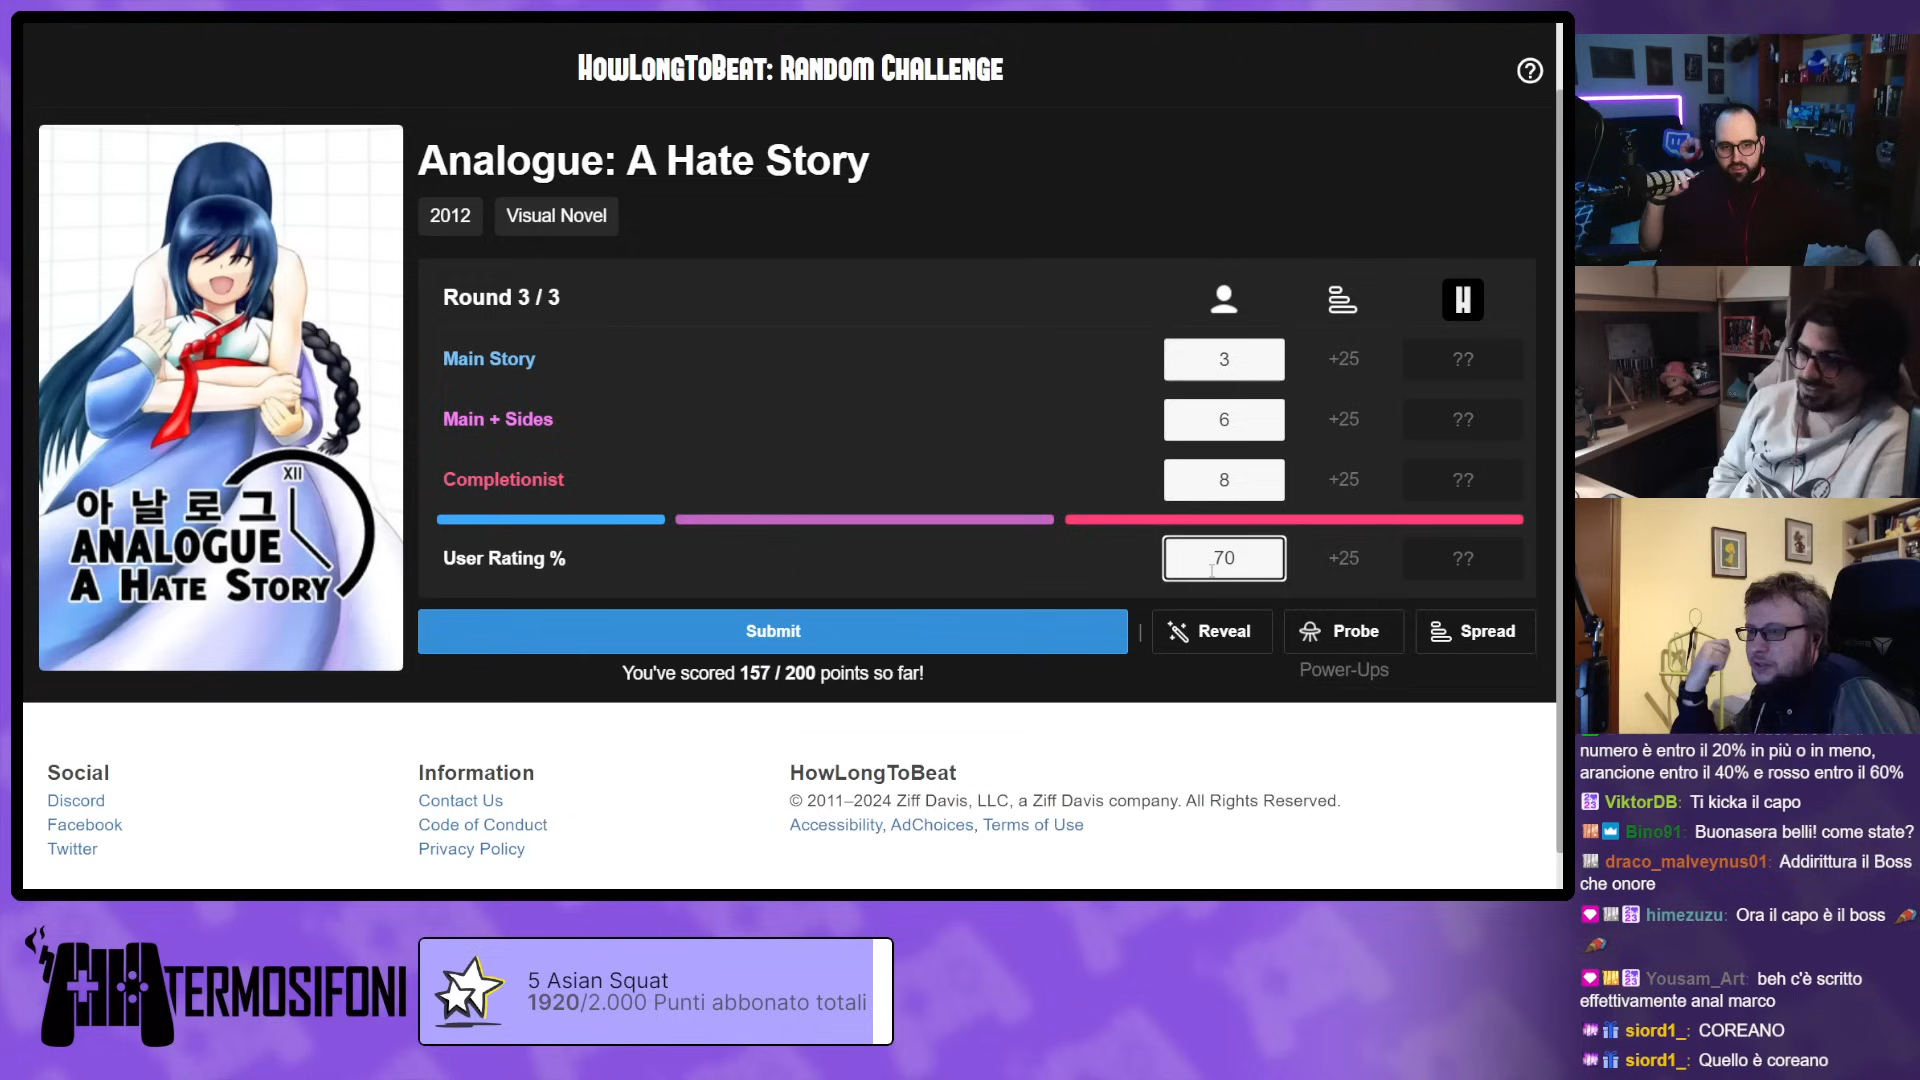 HowLongToBeat: Random Challenge
Analogue: A Hate Story
2012
Visual Novel
XII
아날로그
ANALOGUE
A HATE STORY
Round 3 / 3
H
Main Story
3
+25
??
Main + Sides
6
+25
??
Completionist
8
+25
??
User Rating %
70
+25
??
Submit
|
Reveal
Probe
Spread
You've scored 157 / 200 points so far!
Power-Ups
Social
Discord
Facebook
Twitter
Information
Contact Us
Code of Conduct
Privacy Policy
HowLongToBeat
© 2011–2024 Ziff Davis, LLC, a Ziff Davis company. All Rights Reserved.
Accessibility, AdChoices, Terms of Use
TERMOSIFONI
5 Asian Squat
1920/2.000 Punti abbonato totali
numero è entro il 20% in più o in meno,
arancione entro il 40% e rosso entro il 60%
ViktorDB: Ti kicka il capo
Bino91: Buonasera belli! come state?
draco_malveynus01: Addirittura il Boss
che onore
himezuzu: Ora il capo è il boss
Yousam_Art: beh c'è scritto
effettivamente anal marco
siord1_: COREANO
siord1_: Quello è coreano